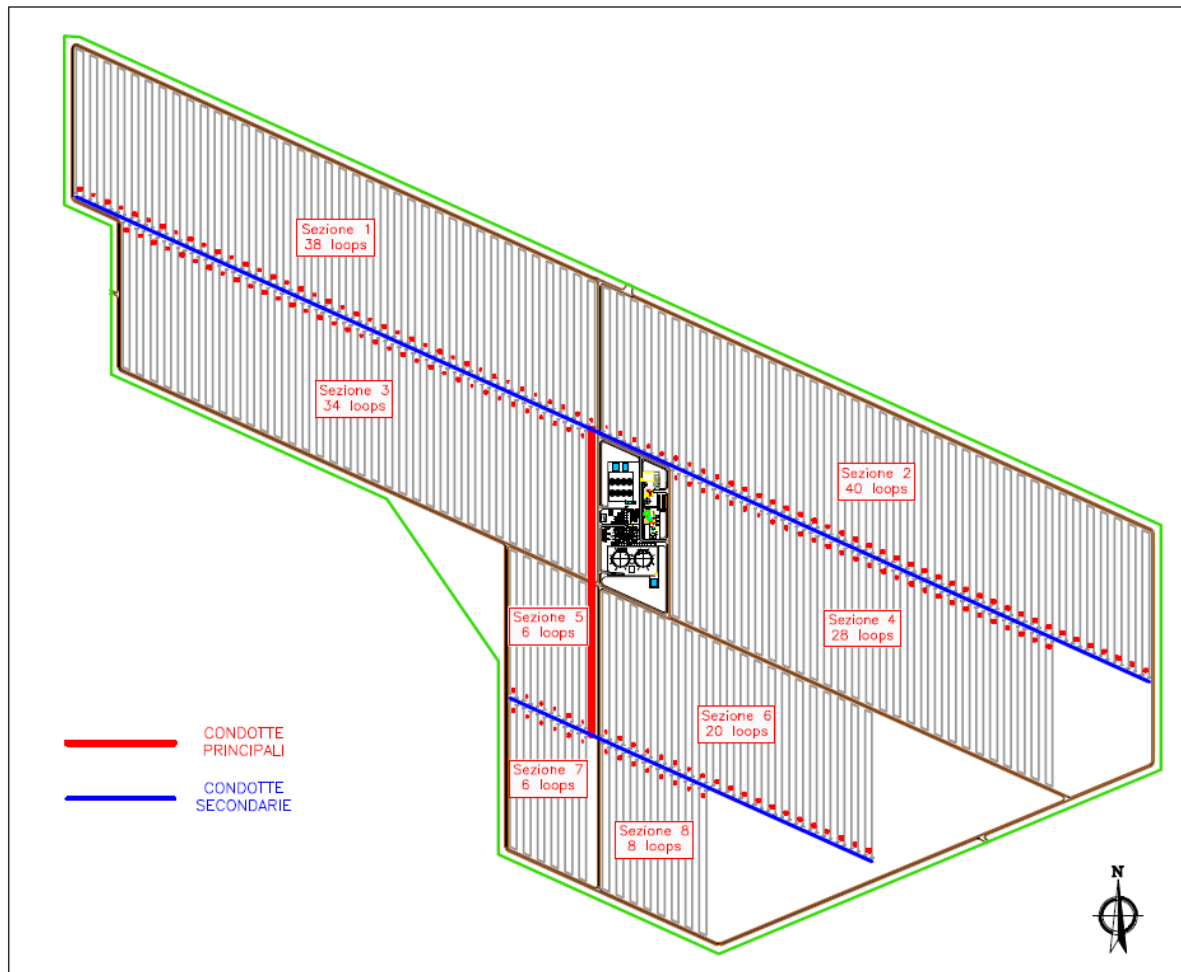 Sezione 1
38 loops
Sezione 3
34 loops
Sezione 2
40 loops
Sezione 4
28 loops
Sezione 5
6 loops
Sezione 6
20 loops
Sezione 7
6 loops
Sezione 8
8 loops
CONDOTTE
PRINCIPALI
CONDOTTE
SECONDARIE
N